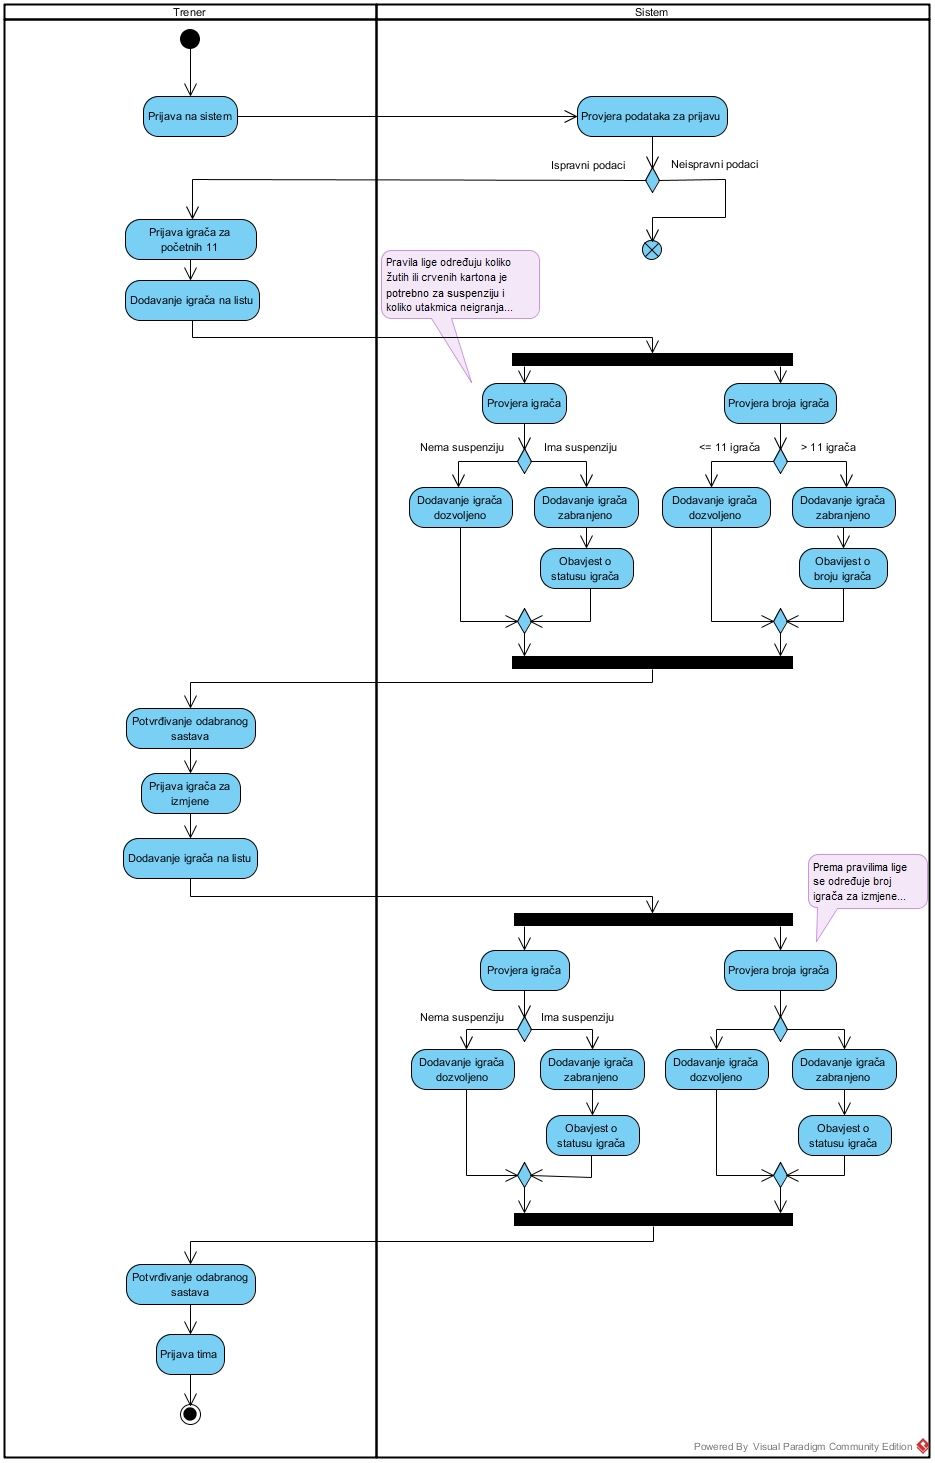 Trener
Sistem
Prijava na sistem
Provjera podataka za prijavu
Ispravni podaci
Neispravni podaci
Prijava igrača za
početnih 11
Dodavanje igrača na listu
Pravila lige određuju koliko
žutih ili crvenih kartona je
potrebno za suspenziju i
koliko utakmica neigranja...
Provjera igrača
Provjera broja igrača
Nema suspenziju
Ima suspenziju
<= 11 igrača
> 11 igrača
Dodavanje igrača
dozvoljeno
Dodavanje igrača
zabranjeno
Dodavanje igrača
dozvoljeno
Dodavanje igrača
zabranjeno
Obavjest o
statusu igrača
Obavijest o
broju igrača
Potvrđivanje odabranog
sastava
Prijava igrača za
izmjene
Dodavanje igrača na listu
Prema pravilima lige
se određuje broj
igrača za izmjene...
Provjera igrača
Provjera broja igrača
Nema suspenziju
Ima suspenziju
Dodavanje igrača
dozvoljeno
Dodavanje igrača
zabranjeno
Dodavanje igrača
dozvoljeno
Dodavanje igrača
zabranjeno
Obavjest o
statusu igrača
Obavjest o
statusu igrača
Potvrđivanje odabranog
sastava
Prijava tima
Powered By Visual Paradigm Community Edition